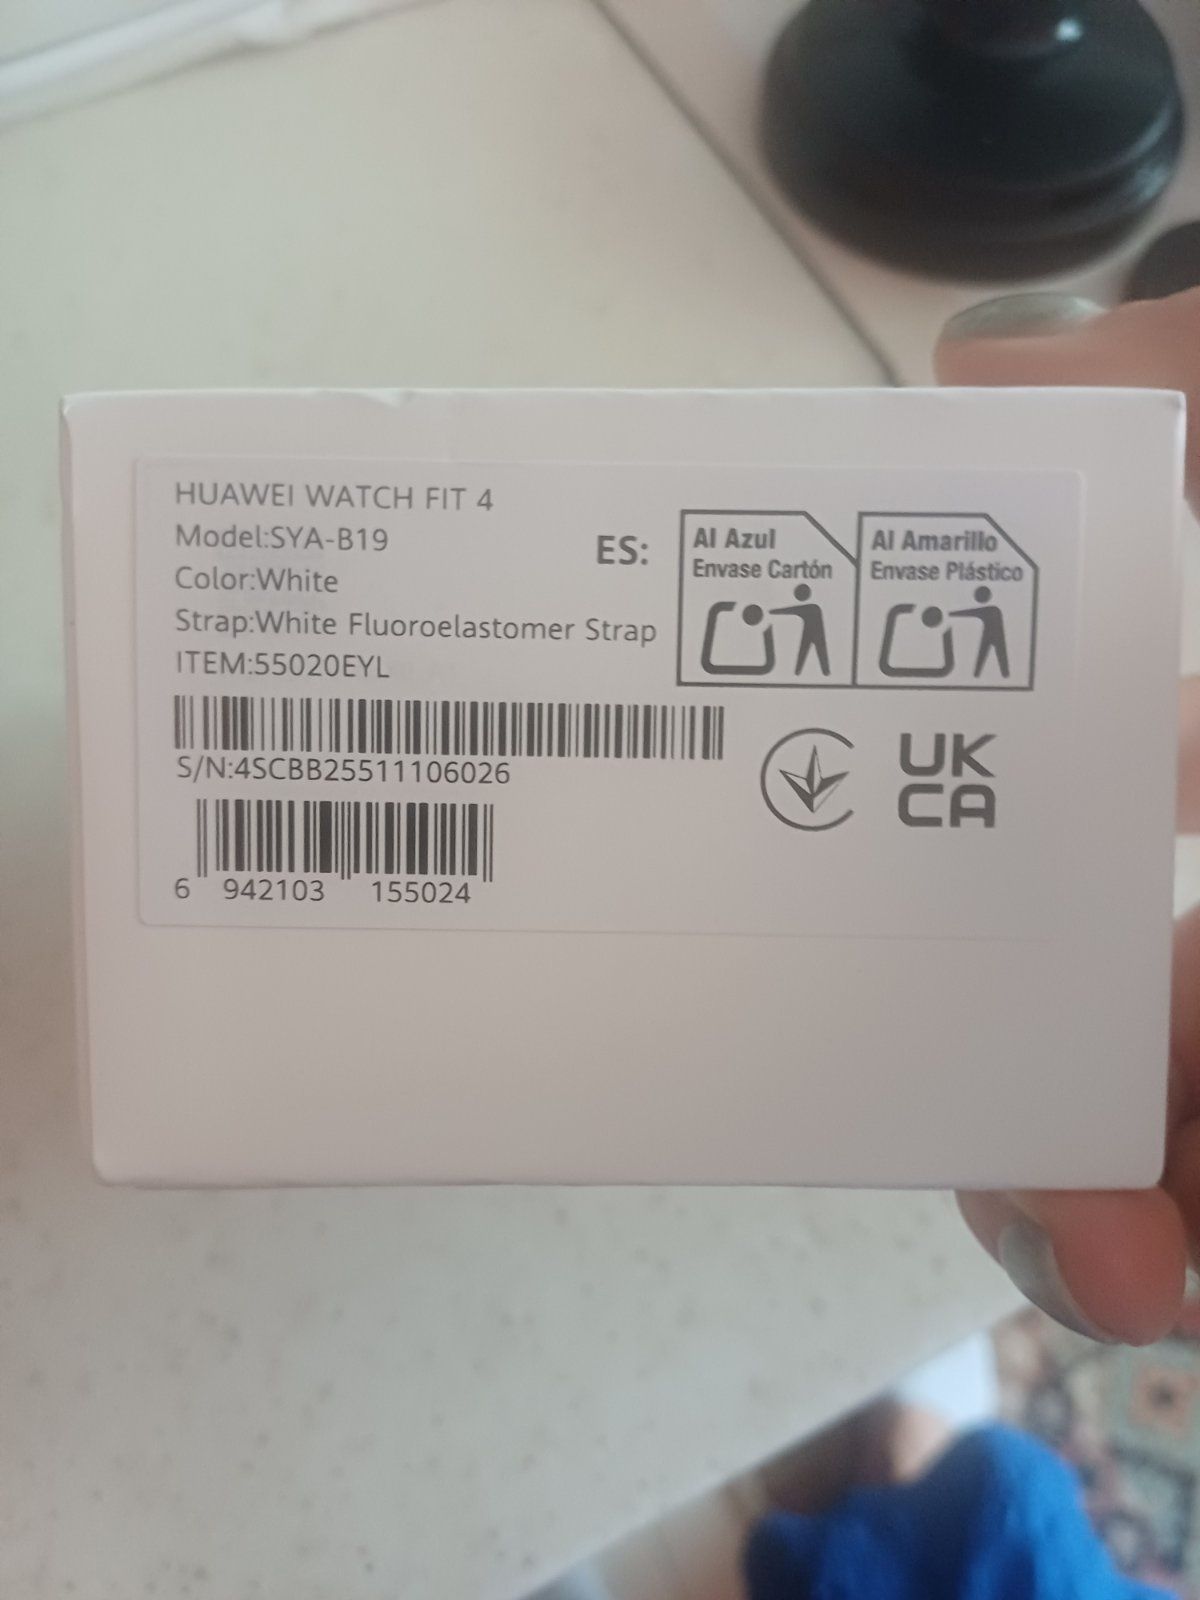 HUAWEI WATCH FIT 4
Model:SYA-B19
Color:White
Strap:White Fluoroelastomer Strap
ITEM:55020EYL
S/N:4SCBB25511106026
6 942103 155024
ES:
Al Azul
Envase Cartón
Al Amarillo
Envase Plástico
UK
CA